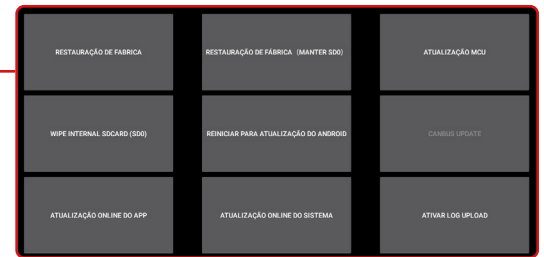 RESTAURAÇÃO DE FABRICA
RESTAURAÇÃO DE FÁBRICA (MANTER SD0)
ATUALIZAÇÃO MCU
WIPE INTERNAL SDCARD (SD0)
REINICIAR PARA ATUALIZAÇÃO DO ANDROID
CANBUS UPDATE
ATUALIZAÇÃO ONLINE DO APP
ATUALIZAÇÃO ONLINE DO SISTEMA
ATIVAR LOG UPLOAD